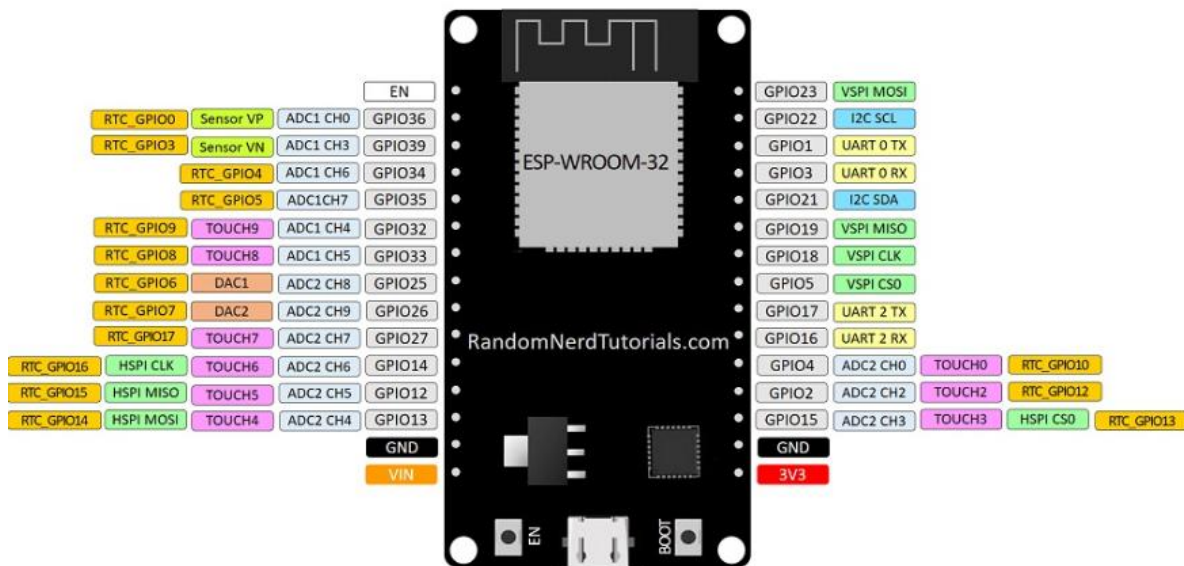 EN GPIO23 VSPI MOSI
RTC_GPIO0 Sensor VP ADC1 CH0 GPIO36 GPIO22 I2C SCL
RTC_GPIO3 Sensor VN ADC1 CH3 GPIO39 GPIO1 UART 0 TX
RTC_GPIO4 ADC1 CH6 GPIO34 ESP-WROOM-32 GPIO3 UART 0 RX
RTC_GPIO5 ADC1CH7 GPIO35 GPIO21 I2C SDA
RTC_GPIO9 TOUCH9 ADC1 CH4 GPIO32 GPIO19 VSPI MISO
RTC_GPIO8 TOUCH8 ADC1 CH5 GPIO33 GPIO18 VSPI CLK
RTC_GPIO6 DAC1 ADC2 CH8 GPIO25 GPIO5 VSPI CS0
RTC_GPIO7 DAC2 ADC2 CH9 GPIO26 GPIO17 UART 2 TX
RTC_GPIO17 TOUCH7 ADC2 CH7 GPIO27 RandomNerdTutorials.com GPIO16 UART 2 RX
RTC_GPIO16 HSPI CLK TOUCH6 ADC2 CH6 GPIO14 GPIO4 ADC2 CH0 TOUCH0 RTC_GPIO10
RTC_GPIO15 HSPI MISO TOUCH5 ADC2 CH5 GPIO12 GPIO2 ADC2 CH2 TOUCH2 RTC_GPIO12
RTC_GPIO14 HSPI MOSI TOUCH4 ADC2 CH4 GPIO13 GPIO15 ADC2 CH3 TOUCH3 HSPI CS0 RTC_GPIO13
GND GND
VIN 3V3
EN BOOT